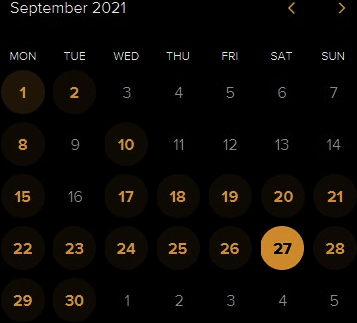 September 2021
MON TUE WED THU FRI SAT SUN
1 2 3 4 5 6 7
8 9 10 11 12 13 14
15 16 17 18 19 20 21
22 23 24 25 26 27 28
29 30 1 2 3 4 5